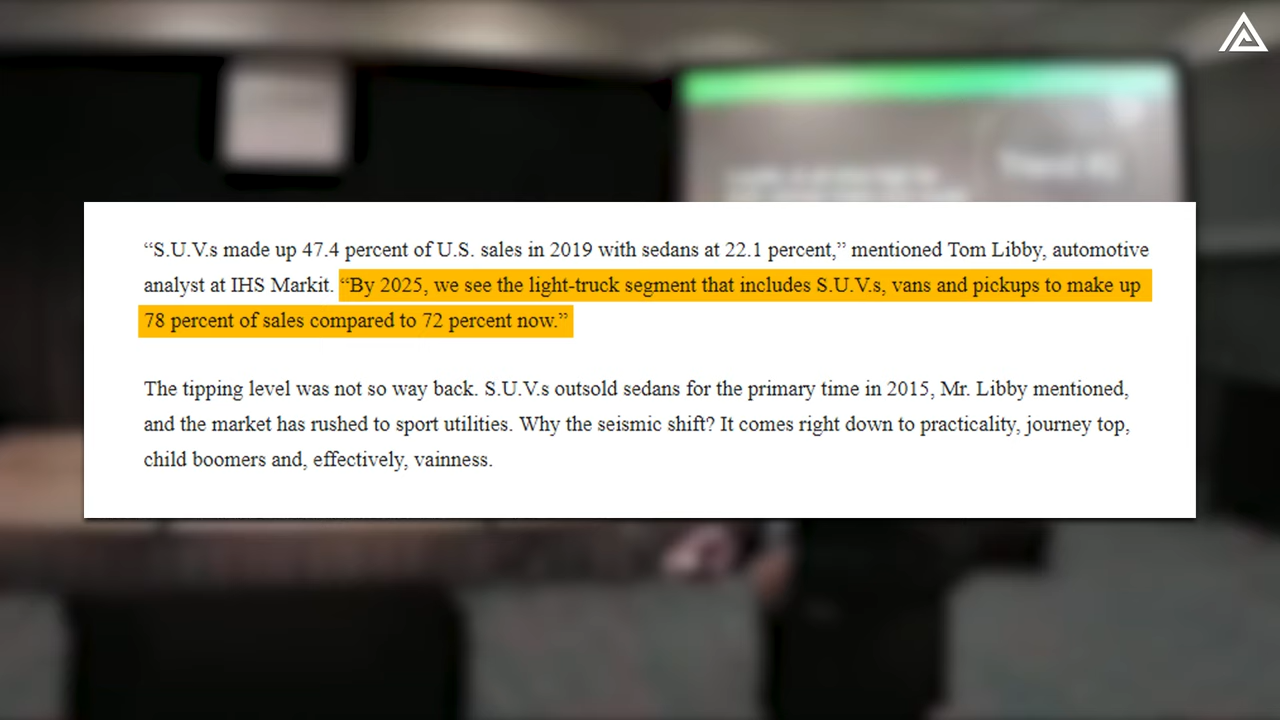 “S.U.V.s made up 47.4 percent of U.S. sales in 2019 with sedans at 22.1 percent,” mentioned Tom Libby, automotive
analyst at IHS Markit. “By 2025, we see the light-truck segment that includes S.U.V.s, vans and pickups to make up
78 percent of sales compared to 72 percent now.”
The tipping level was not so way back. S.U.V.s outsold sedans for the primary time in 2015, Mr. Libby mentioned,
and the market has rushed to sport utilities. Why the seismic shift? It comes right down to practicality, journey top,
child boomers and, effectively, vainness.